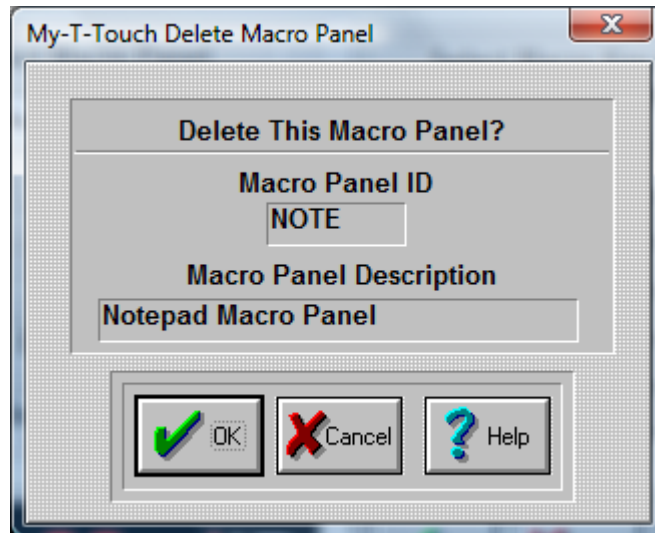 My-T-Touch Delete Macro Panel
Delete This Macro Panel?
Macro Panel ID
NOTE
Macro Panel Description
Notepad Macro Panel
OK Cancel Help